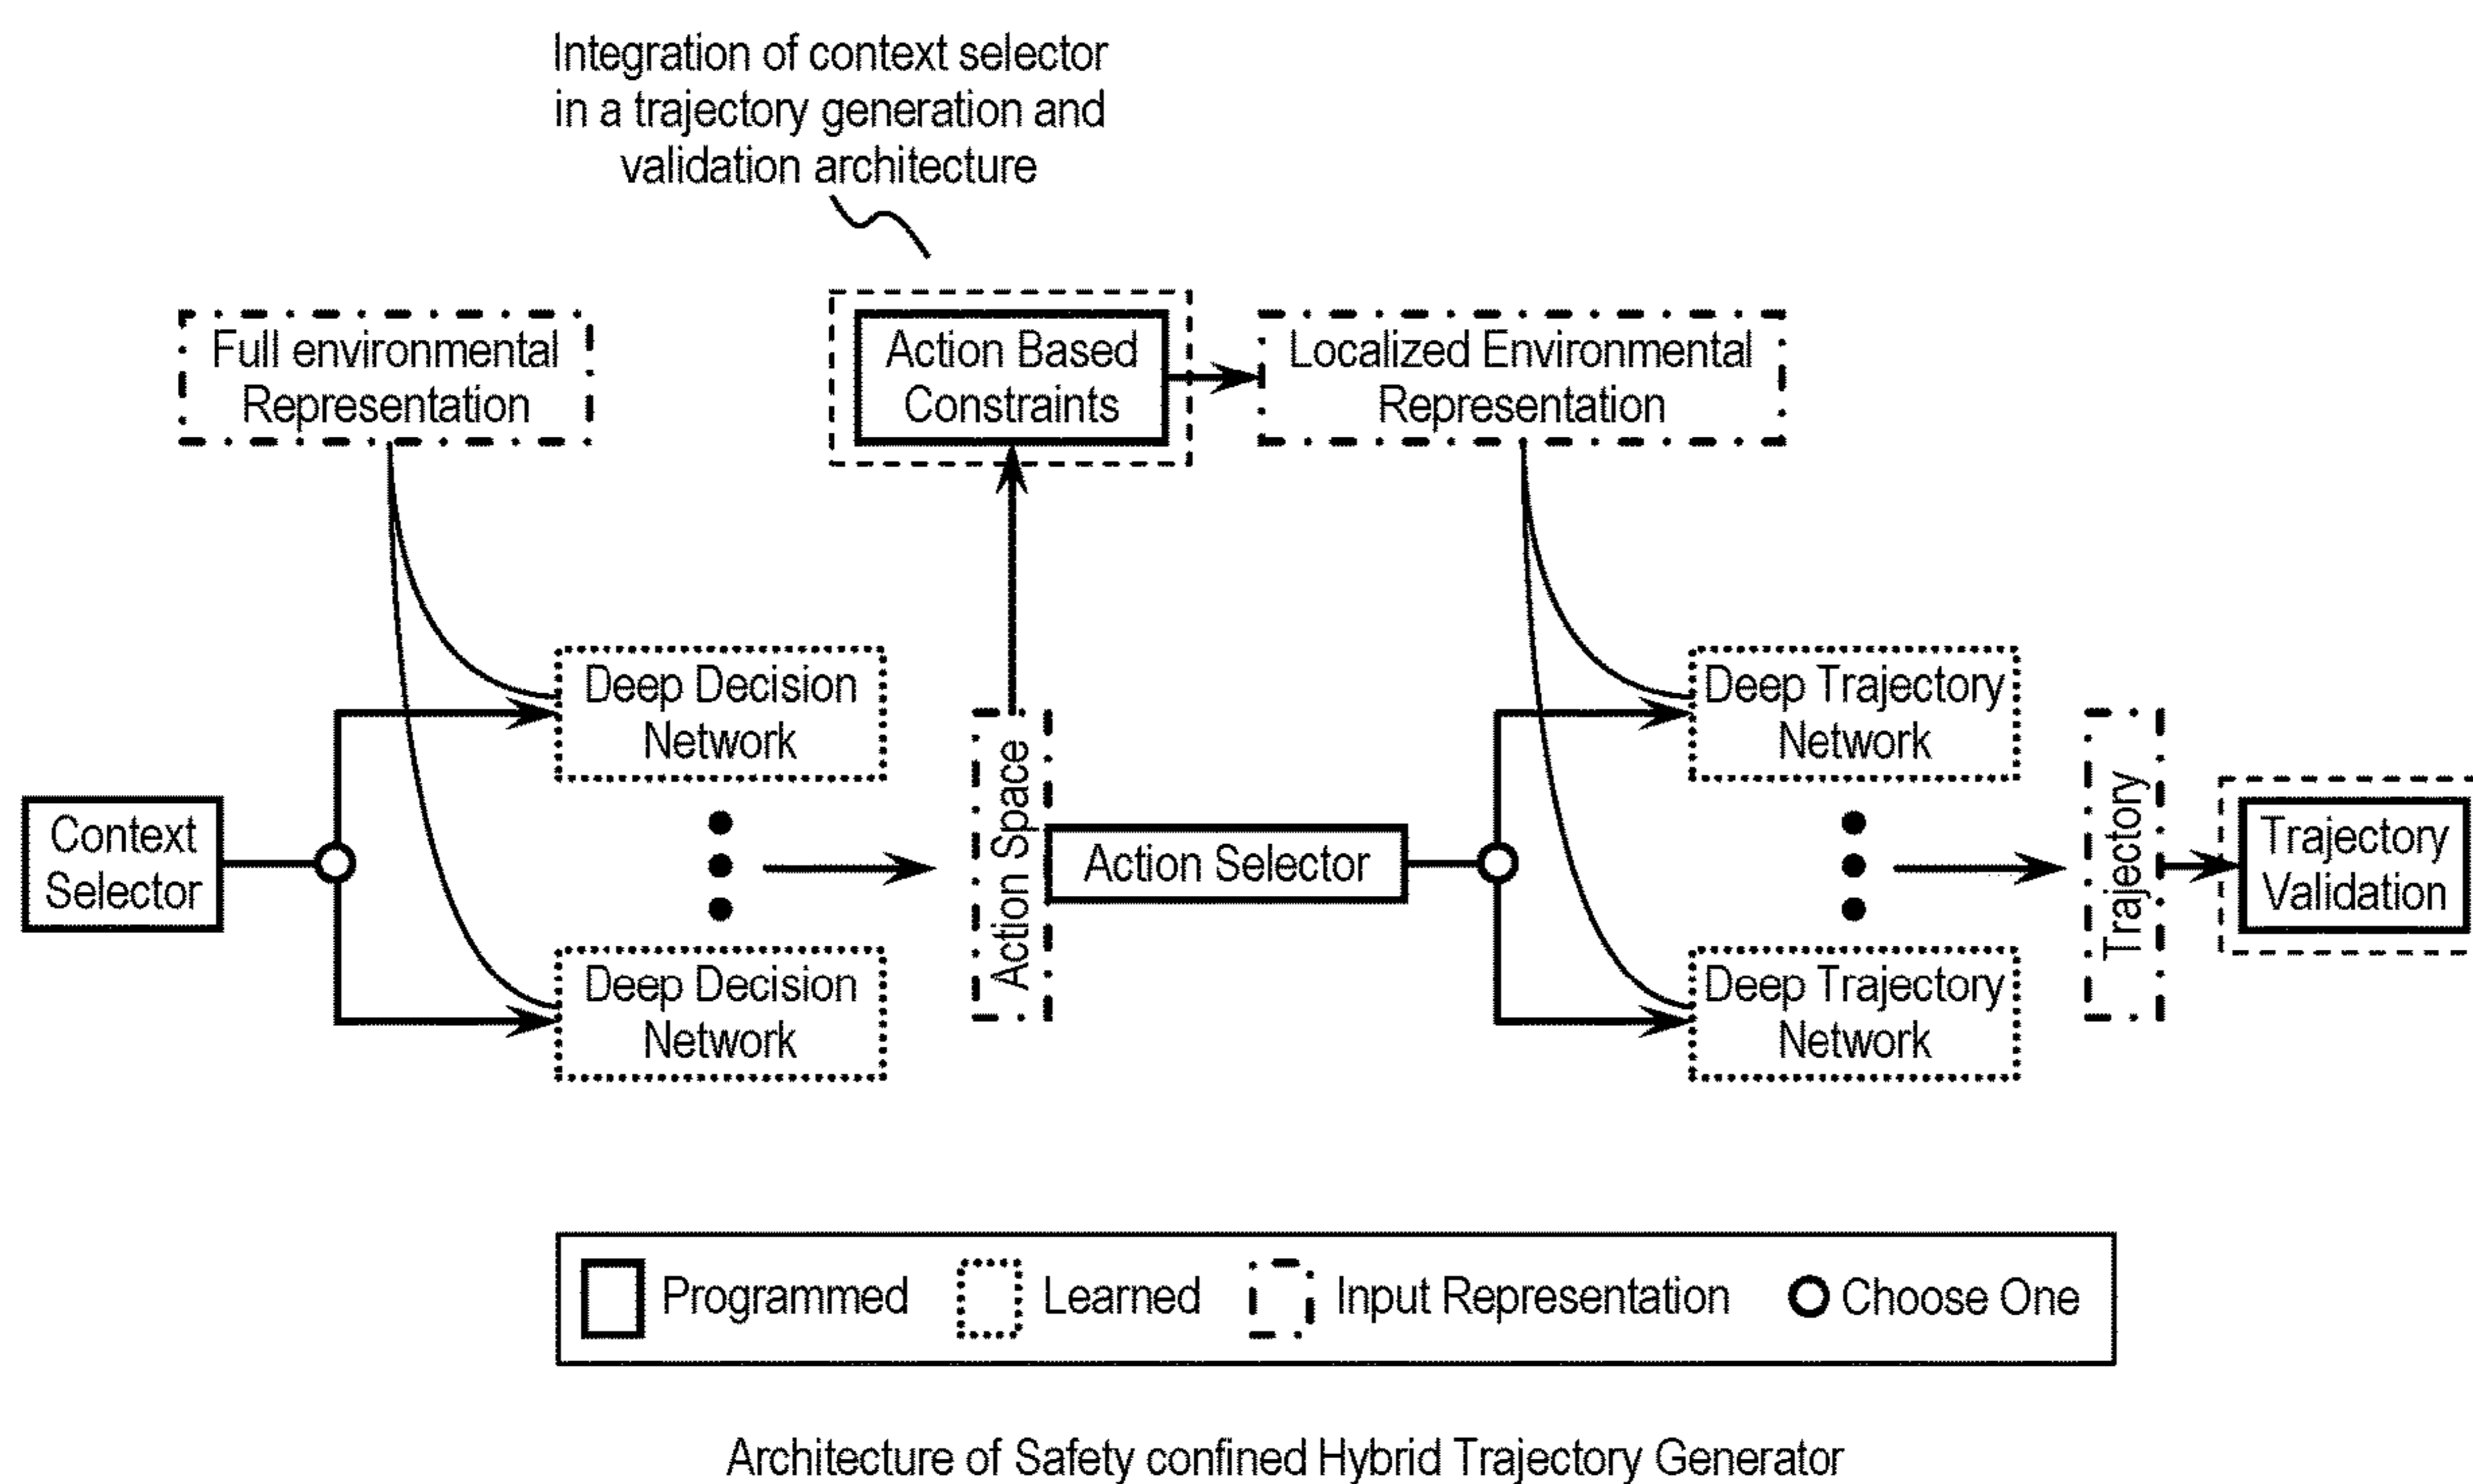 Integration of context selector
in a trajectory generation and
validation architecture
Full environmental
Representation
Action Based
Constraints
Localized Environmental
Representation
Context
Selector
Deep Decision
Network
Deep Decision
Network
Action Space
Action Selector
Deep Trajectory
Network
Deep Trajectory
Network
Trajectory
Trajectory
Validation
Programmed
Learned
Input Representation
Choose One
Architecture of Safety confined Hybrid Trajectory Generator